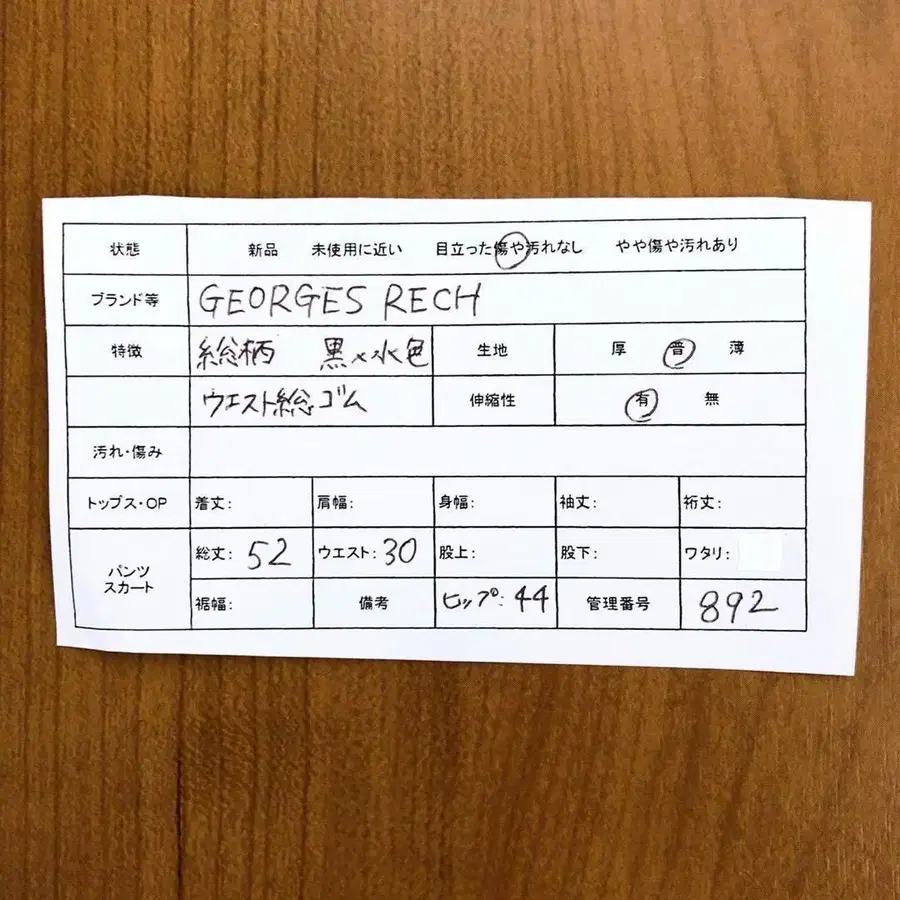 状態 新品 未使用に近い 目立った傷や汚れなし やや傷や汚れあり
ブランド等 GEORGES RECH
特徴 総柄 黒×水色 生地 厚 普 薄
ウエスト総ゴム 伸縮性 有 無
汚れ・傷み
トップス・OP 着丈: 肩幅: 身幅: 袖丈: 裄丈:
パンツ スカート 総丈: 52 ウエスト: 30 股上: 股下: ワタリ:
裾幅: 備考 ヒップ: 44 管理番号 892